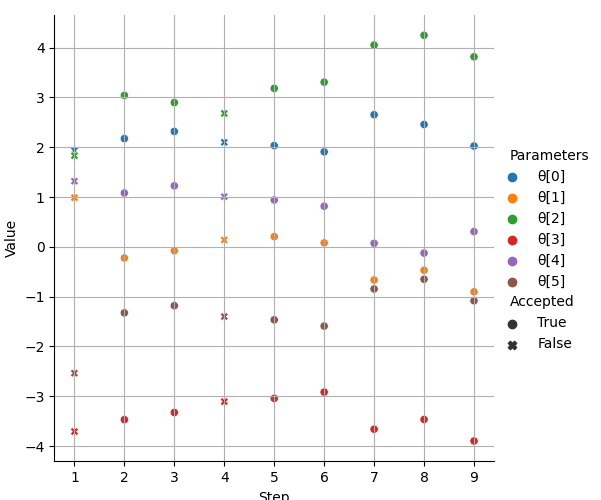 4
3
2
1
0
−1
−2
−3
−4
Value
1 2 3 4 5 6 7 8 9
Step
Parameters
θ[0]
θ[1]
θ[2]
θ[3]
θ[4]
θ[5]
Accepted
True
False